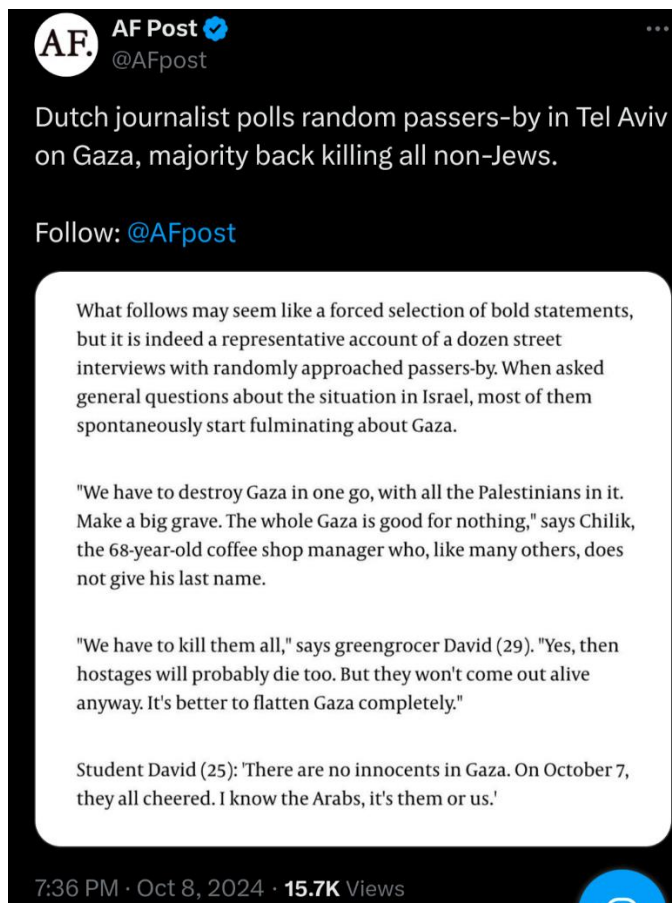 AF Post
@AFpost
AF.
Dutch journalist polls random passers-by in Tel Aviv
on Gaza, majority back killing all non-Jews.
Follow: @AFpost
What follows may seem like a forced selection of bold statements,
but it is indeed a representative account of a dozen street
interviews with randomly approached passers-by. When asked
general questions about the situation in Israel, most of them
spontaneously start fulminating about Gaza.
"We have to destroy Gaza in one go, with all the Palestinians in it.
Make a big grave. The whole Gaza is good for nothing," says Chilik,
the 68-year-old coffee shop manager who, like many others, does
not give his last name.
"We have to kill them all," says greengrocer David (29). "Yes, then
hostages will probably die too. But they won't come out alive
anyway. It's better to flatten Gaza completely."
Student David (25): 'There are no innocents in Gaza. On October 7,
they all cheered. I know the Arabs, it's them or us.'
7:36 PM · Oct 8, 2024 · 15.7K Views